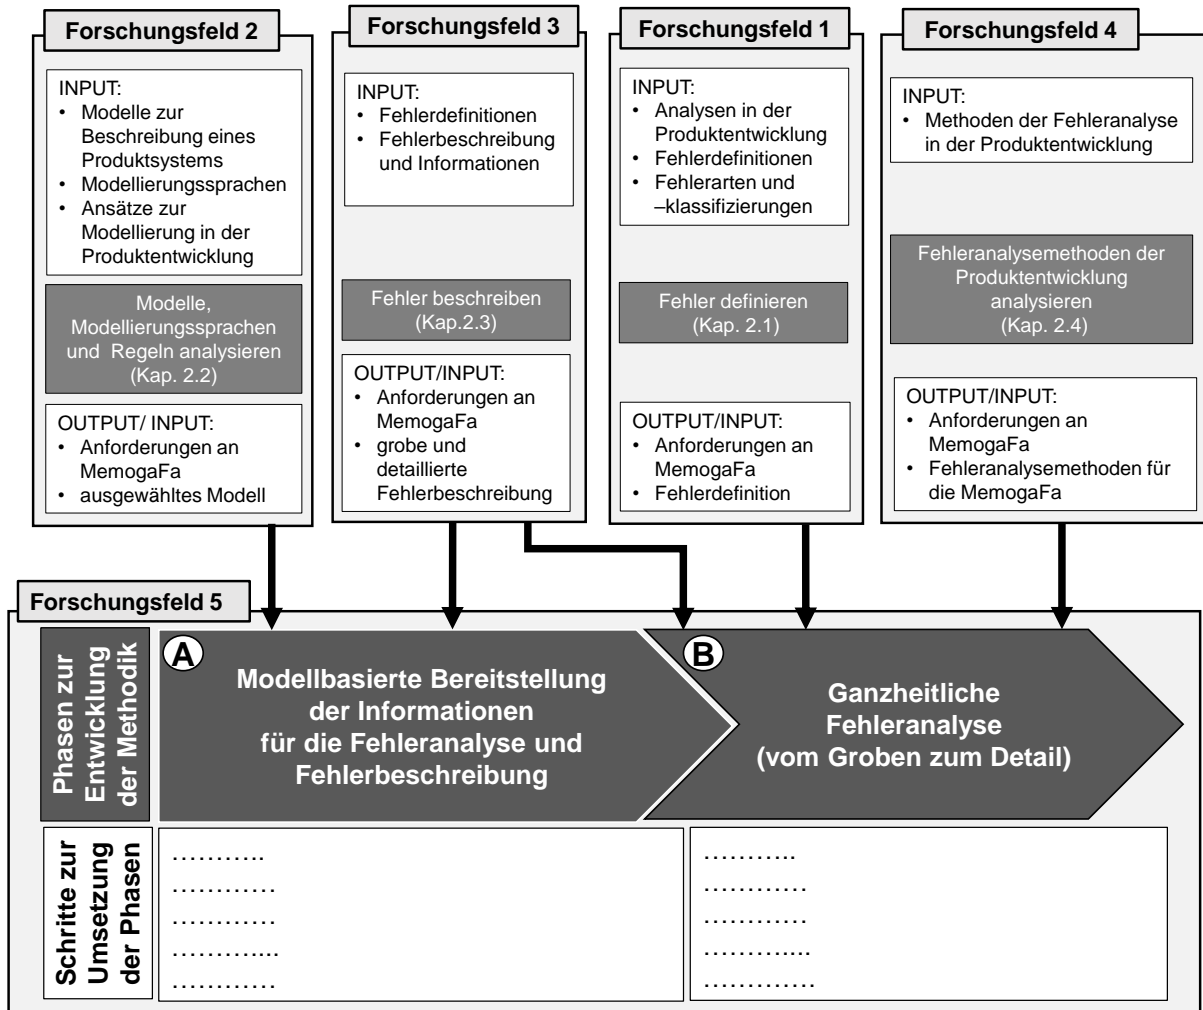 Forschungsfeld 2
INPUT:
• Modelle zur
Beschreibung eines
Produktsystems
• Modellierungssprachen
• Ansätze zur
Modellierung in der
Produktentwicklung
Modelle,
Modellierungssprachen
und Regeln analysieren
(Kap. 2.2)
OUTPUT/ INPUT:
• Anforderungen an
MemogaFa
• ausgewähltes Modell
Forschungsfeld 3
INPUT:
• Fehlerdefinitionen
• Fehlerbeschreibung
und Informationen
Fehler beschreiben
(Kap.2.3)
OUTPUT/INPUT:
• Anforderungen an
MemogaFa
• grobe und
detaillierte
Fehlerbeschreibung
Forschungsfeld 1
INPUT:
• Analysen in der
Produktentwicklung
• Fehlerdefinitionen
• Fehlerarten und
–klassifizierungen
Fehler definieren
(Kap. 2.1)
OUTPUT/INPUT:
• Anforderungen an
MemogaFa
• Fehlerdefinition
Forschungsfeld 4
INPUT:
• Methoden der Fehleranalyse
in der Produktentwicklung
Fehleranalysemethoden der
Produktentwicklung
analysieren
(Kap. 2.4)
OUTPUT/INPUT:
• Anforderungen an
MemogaFa
• Fehleranalysemethoden für
die MemogaFa
Forschungsfeld 5
Phasen zur
Entwicklung
der Methodik
A
Modellbasierte Bereitstellung
der Informationen
für die Fehleranalyse und
Fehlerbeschreibung
B
Ganzheitliche
Fehleranalyse
(vom Groben zum Detail)
Schritte zur
Umsetzung
der Phasen
………..
…………
…………
………....
…………
………..
…………
…………
………….
………….